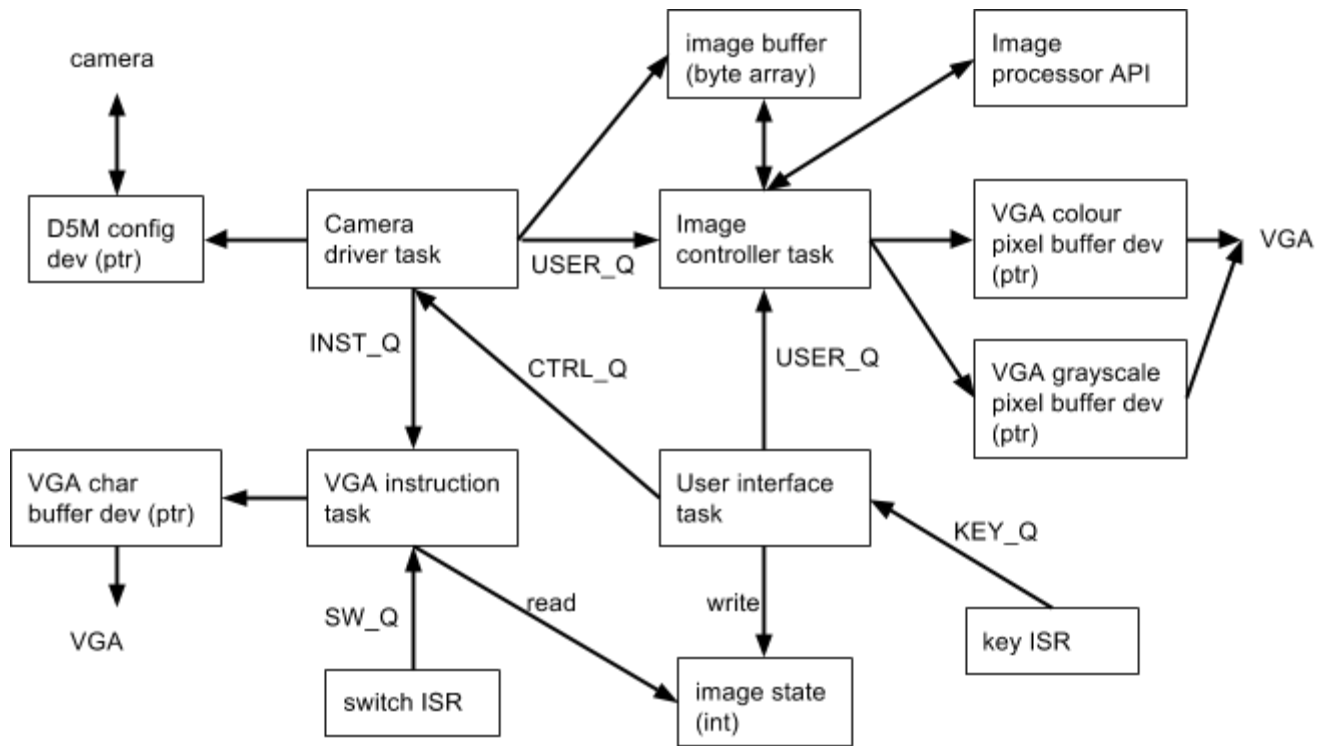 camera
image buffer
(byte array)
Image
processor API
D5M config
dev (ptr)
Camera
driver task
USER_Q
Image
controller task
VGA colour
pixel buffer dev
(ptr)
VGA
INST_Q
CTRL_Q
USER_Q
VGA grayscale
pixel buffer dev
(ptr)
VGA char
buffer dev (ptr)
VGA instruction
task
User interface
task
KEY_Q
VGA
SW_Q
read
write
key ISR
switch ISR
image state
(int)